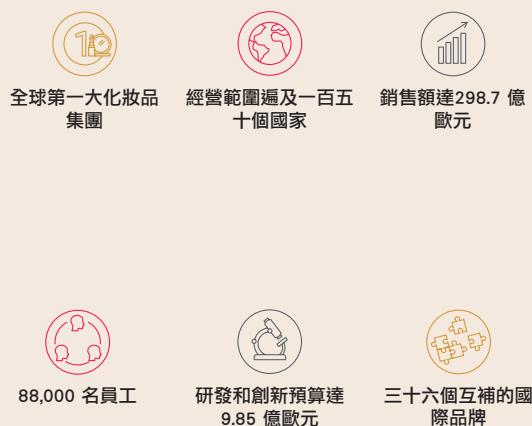 全球第一大化妝品
集團
經營範圍遍及一百五
十個國家
銷售額達298.7 億
歐元
88,000 名員工
研發和創新預算達
9.85 億歐元
三十六個互補的國
際品牌